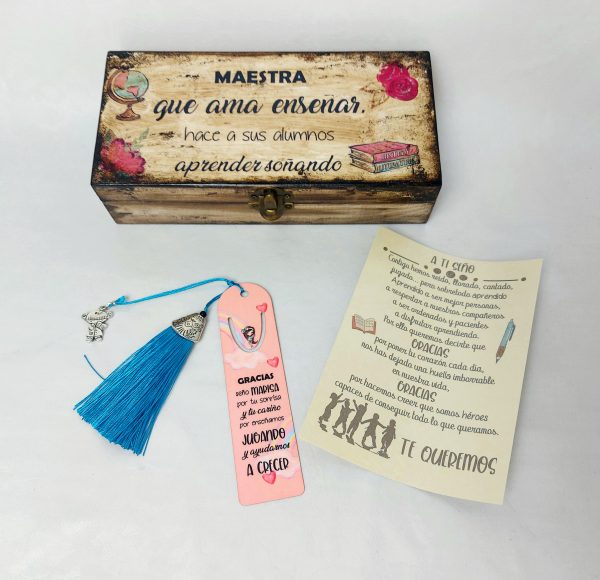 MAESTRA
que ama enseñar.
hace a sus alumnos
aprender soñando
HISTORY
A TI SEÑO
Contigo hemos reído, llorado, cantado,
jugado... pero sobretodo aprendido
Aprendido a ser mejor personas,
a respetar a nuestros compañeros
a ser ordenados y pacientes
a disfrutar aprendiendo.
Por ello queremos decirte que
GRACIAS
por poner tu corazón cada día,
nos has dejado una huella imborrable
en nuestra vida,
GRACIAS
por hacernos creer que somos héroes
capaces de conseguir todo lo que queramos.
TE QUEREMOS
GRACIAS
seño MARISA
por tu sonrisa
y tu cariño
por enseñarnos
JUGANDO
y ayudarnos
A CRECER